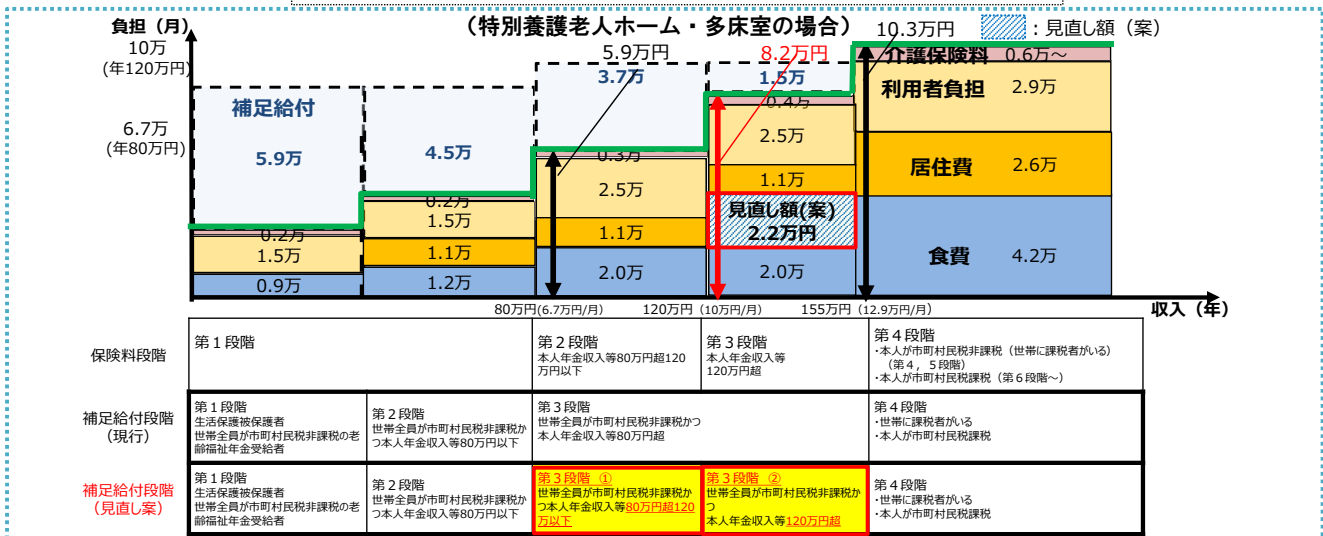 負担（月）
（特別養護老人ホーム・多床室の場合）
：見直し額（案）
10万
(年120万円)
6.7万
(年80万円)
5.9万円
8.2万円
10.3万円
補足給付
5.9万
4.5万
3.7万
1.5万
介護保険料 0.6万～
利用者負担 2.9万
居住費 2.6万
食費 4.2万
0.2万
1.5万
0.9万
0.2万
1.5万
1.1万
1.2万
0.3万
2.5万
1.1万
2.0万
0.4万
2.5万
1.1万
見直し額(案)
2.2万円
2.0万
80万円(6.7万円/月)
120万円（10万円/月）
155万円（12.9万円/月）
収入（年）
保険料段階
第１段階
第２段階
本人年金収入等80万円超120
万円以下
第３段階
本人年金収入等
120万円超
第４段階
・本人が市町村民税非課税（世帯に課税者がいる）
（第４，５段階）
・本人が市町村民税課税（第６段階～）
補足給付段階
（現行）
第１段階
生活保護被保護者
世帯全員が市町村民税非課税の老
齢福祉年金受給者
第２段階
世帯全員が市町村民税非課税か
つ本人年金収入等80万円以下
第３段階
世帯全員が市町村民税非課税かつ
本人年金収入等80万円超
第４段階
・世帯に課税者がいる
・本人が市町村民税課税
補足給付段階
（見直し案）
第１段階
生活保護被保護者
世帯全員が市町村民税非課税の老
齢福祉年金受給者
第２段階
世帯全員が市町村民税非課税か
つ本人年金収入等80万円以下
第３段階 ①
世帯全員が市町村民税非課税か
つ本人年金収入等80万円超120
万以下
第３段階 ②
世帯全員が市町村民税非課税か
つ
本人年金収入等120万円超
第４段階
・世帯に課税者がいる
・本人が市町村民税課税